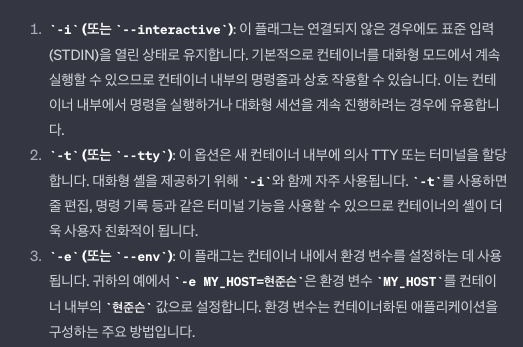 1. `-i` (또는 `--interactive`): 이 플래그는 연결되지 않은 경우에도 표준 입력
(STDIN)을 열린 상태로 유지합니다. 기본적으로 컨테이너를 대화형 모드에서 계속
실행할 수 있으므로 컨테이너 내부의 명령줄과 상호 작용할 수 있습니다. 이는 컨테
이너 내부에서 명령을 실행하거나 대화형 세션을 계속 진행하려는 경우에 유용합니
다.
2. `-t` (또는 `--tty`): 이 옵션은 새 컨테이너 내부에 의사 TTY 또는 터미널을 할당
합니다. 대화형 셸을 제공하기 위해 `-i`와 함께 자주 사용됩니다. `-t`를 사용하면
줄 편집, 명령 기록 등과 같은 터미널 기능을 사용할 수 있으므로 컨테이너의 셸이 더
욱 사용자 친화적이 됩니다.
3. `-e` (또는 `--env`): 이 플래그는 컨테이너 내에서 환경 변수를 설정하는 데 사용
됩니다. 귀하의 예에서 `-e MY_HOST=현준슨`은 환경 변수 `MY_HOST`를 컨테이
너 내부의 `현준슨` 값으로 설정합니다. 환경 변수는 컨테이너화된 애플리케이션을
구성하는 주요 방법입니다.